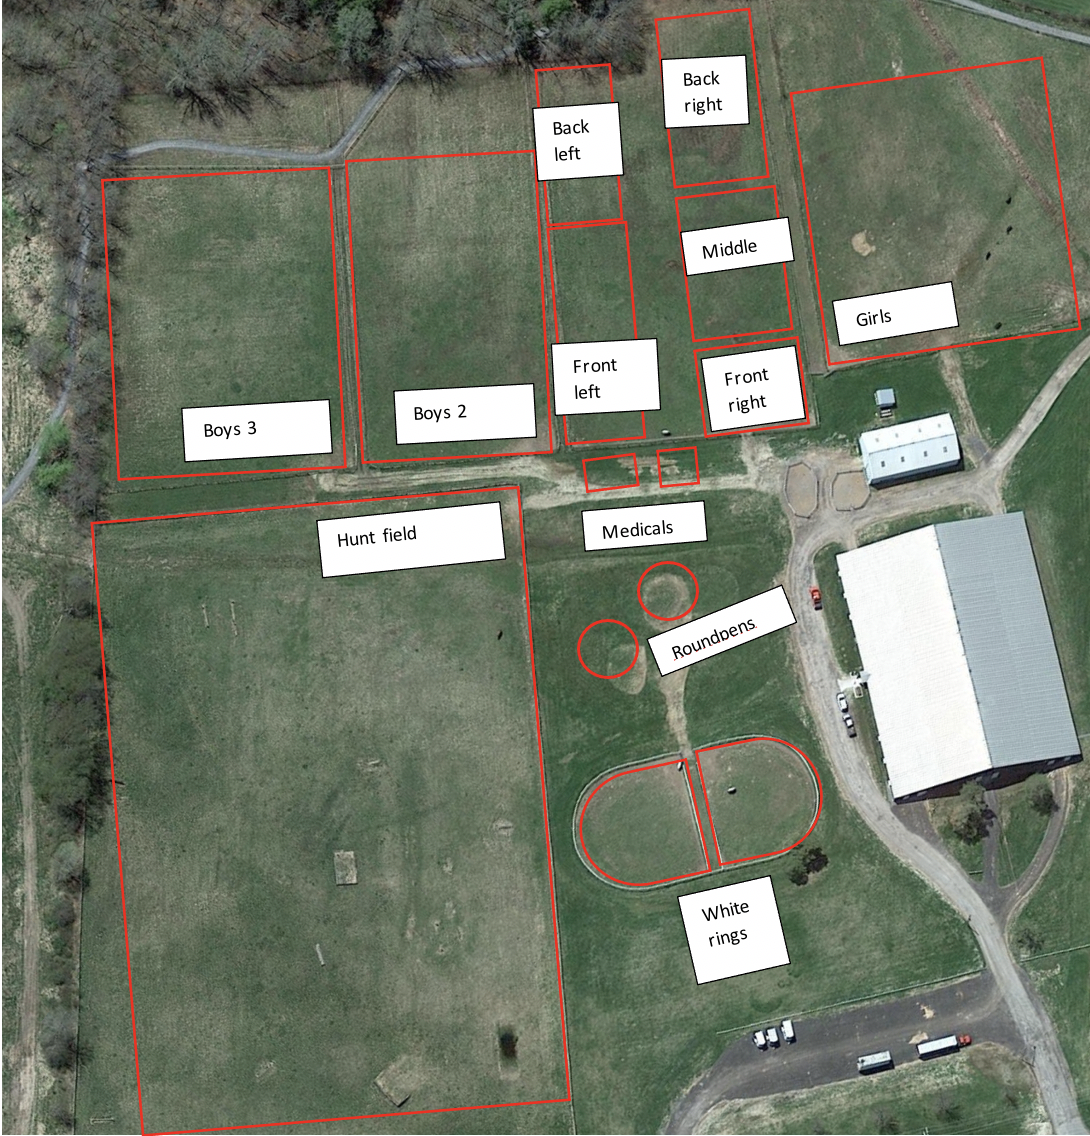 Back
right
Back
left
Middle
Girls
Front
left
Front
right
Boys 3
Boys 2
Hunt field
Medicals
Roundpens
White
rings